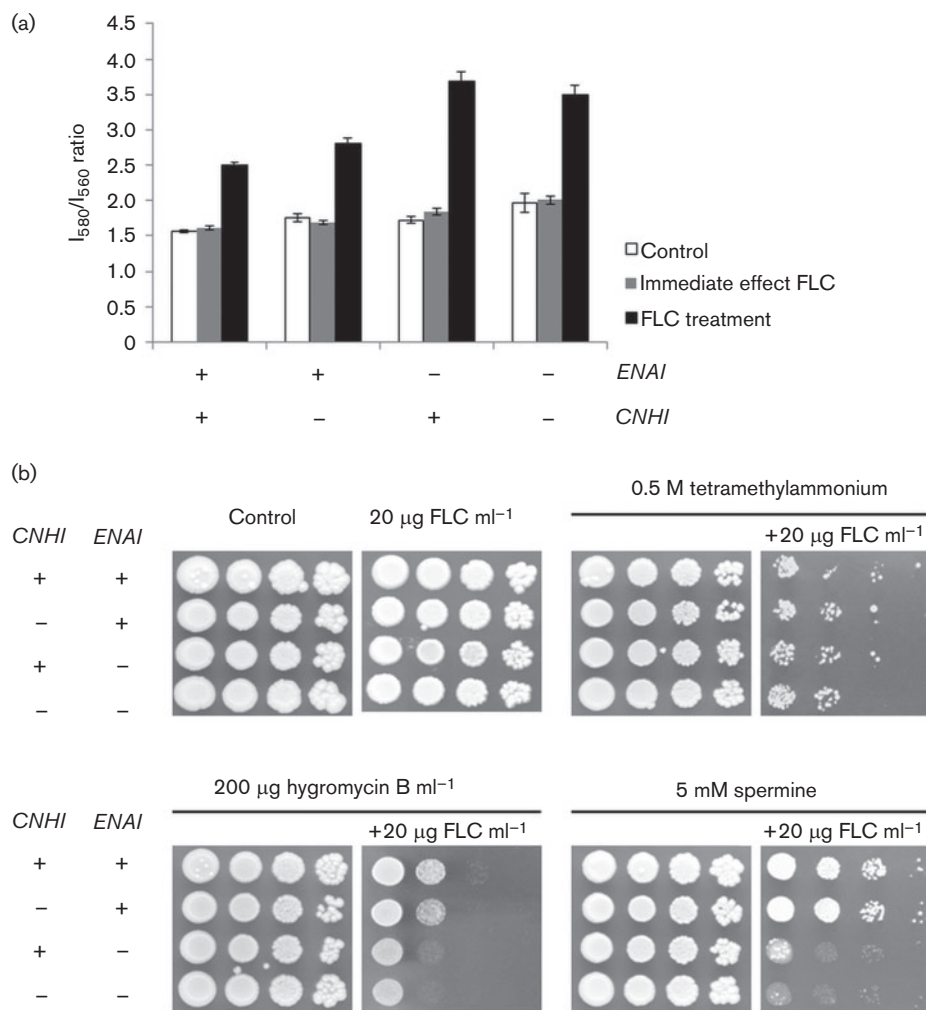 (a)
4.5
4.0
3.5
3.0
2.5
2.0
1.5
1.0
0.5
0
I₅₈₀/I₅₆₀ ratio
Control
Immediate effect FLC
FLC treatment
+ + – – ENAI
+ – + – CNHI
(b)
CNHI ENAI
+ +
– +
+ –
– –
Control
20 µg FLC ml⁻¹
0.5 M tetramethylammonium
+20 µg FLC ml⁻¹
CNHI ENAI
+ +
– +
+ –
– –
200 µg hygromycin B ml⁻¹
+20 µg FLC ml⁻¹
5 mM spermine
+20 µg FLC ml⁻¹